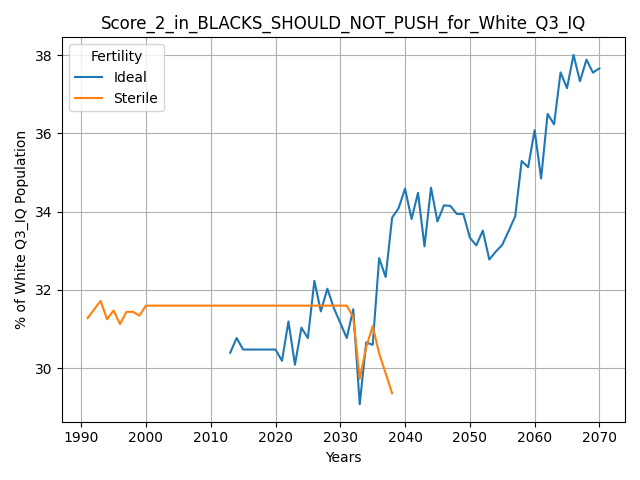 Score_2_in_BLACKS_SHOULD_NOT_PUSH_for_White_Q3_IQ
Fertility
Ideal
Sterile
% of White Q3_IQ Population
38
36
34
32
30
1990
2000
2010
2020
2030
2040
2050
2060
2070
Years